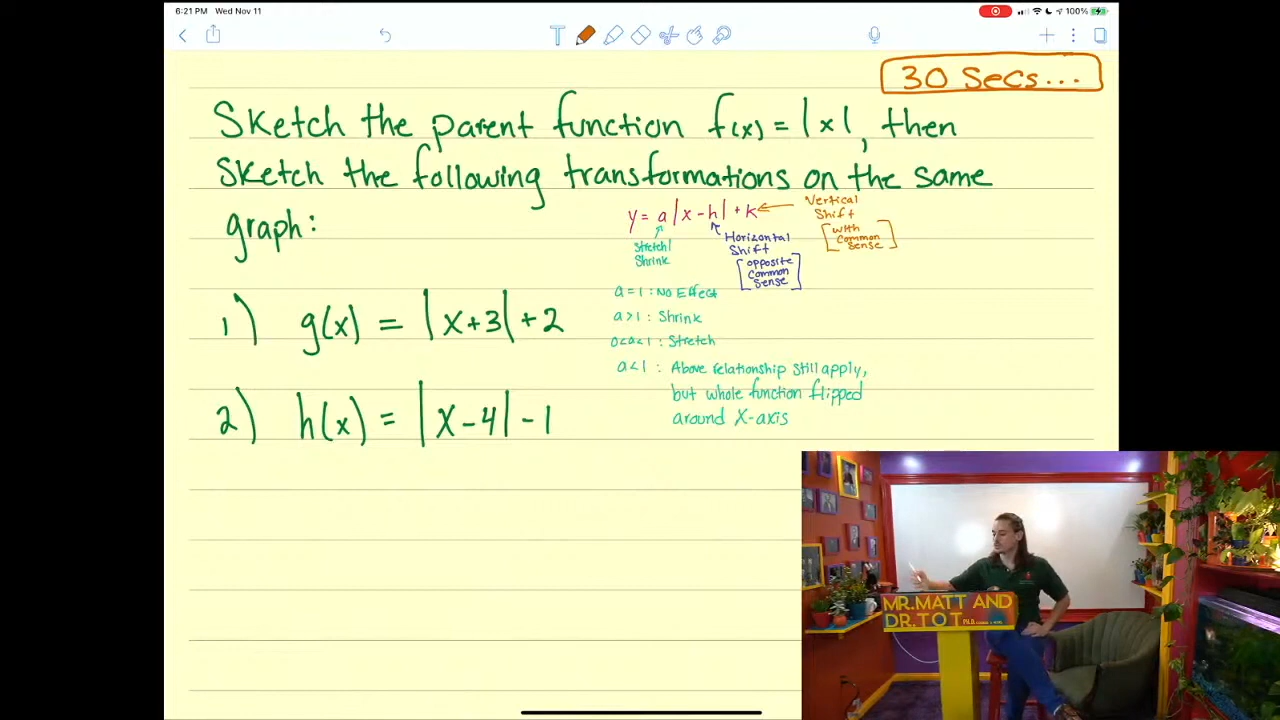 6:21 PM Wed Nov 11
100%
30 Secs...
Sketch the parent function f(x) = |x|, then
sketch the following transformations on the same
graph:
y = a|x - h| + k
Vertical
Shift
[with
common
sense]
Stretch/
Shrink
Horizontal
Shift
[opposite
common
sense]
a=1: No Effect
a>1: Shrink
0<a<1: Stretch
a<1: Above relationship still apply,
but whole function flipped
around X-axis
1) g(x) = |x+3| +2
2) h(x) = |x-4| -1
MR. MATT AND
DR. TOT Ph.D.